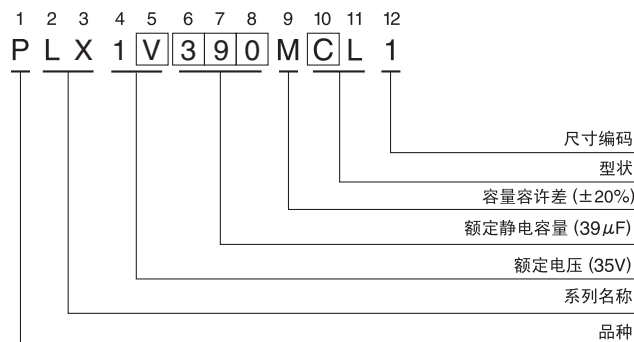 1 2 3 4 5 6 7 8 9 10 11 12
P L X 1 V 3 9 0 M C L 1
尺寸编码
型状
容量容许差 (±20%)
额定静电容量 (39μF)
额定电压 (35V)
系列名称
品种